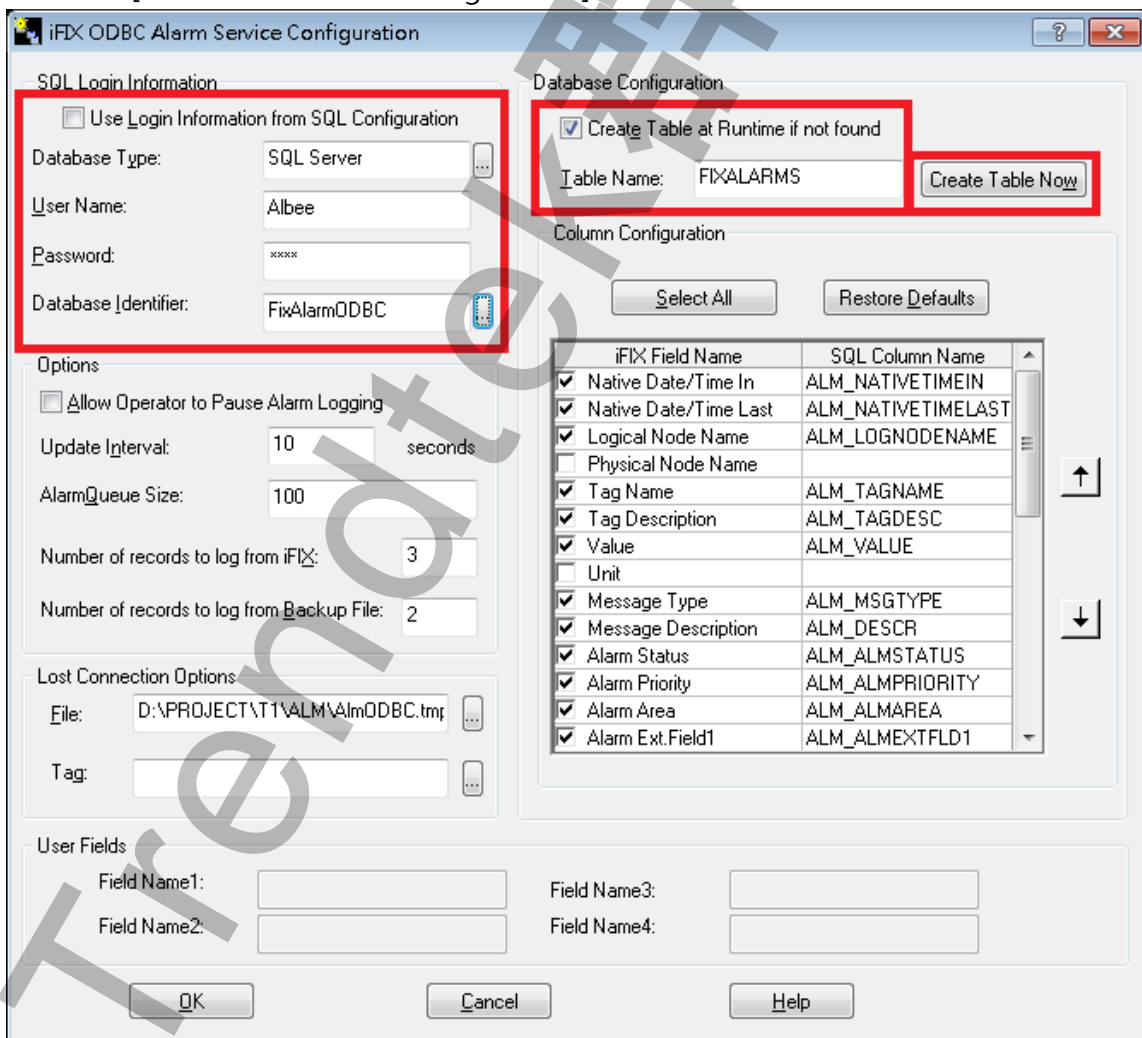 iFIX ODBC Alarm Service Configuration
SQL Login Information
Use Login Information from SQL Configuration
Database Type: SQL Server ...
User Name: Albee
Password: ××××
Database Identifier: FixAlarmODBC ...
Options
Allow Operator to Pause Alarm Logging
Update Interval: 10 seconds
AlarmQueue Size: 100
Number of records to log from iFIX: 3
Number of records to log from Backup File: 2
Lost Connection Options
File: D:\PROJECT\T1\ALM\AlmODBC.tmp ...
Tag: ...
Database Configuration
Create Table at Runtime if not found
Table Name: FIXALARMS Create Table Now
Column Configuration
Select All Restore Defaults
iFIX Field Name SQL Column Name
Native Date/Time In ALM_NATIVETIMEIN
Native Date/Time Last ALM_NATIVETIMELAST
Logical Node Name ALM_LOGNODENAME
Physical Node Name
Tag Name ALM_TAGNAME
Tag Description ALM_TAGDESC
Value ALM_VALUE
Unit
Message Type ALM_MSGTYPE
Message Description ALM_DESCR
Alarm Status ALM_ALMSTATUS
Alarm Priority ALM_ALMPRIORITY
Alarm Area ALM_ALMAREA
Alarm Ext.Field1 ALM_ALMEXTFLD1
User Fields
Field Name1: Field Name3:
Field Name2: Field Name4:
OK Cancel Help
Trendtek